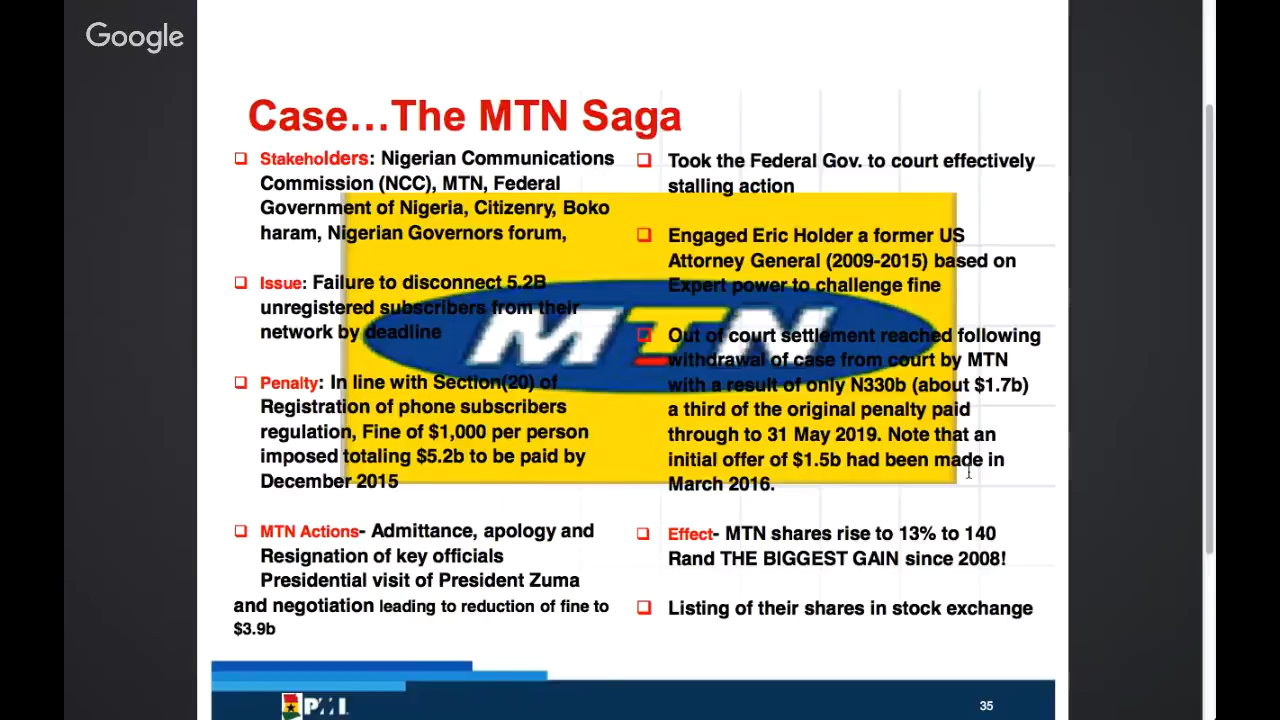 Google
Case...The MTN Saga
Stakeholders: Nigerian Communications
Commission (NCC), MTN, Federal
Government of Nigeria, Citizenry, Boko
haram, Nigerian Governors forum,
Issue: Failure to disconnect 5.2B
unregistered subscribers from their
network by deadline
Penalty: In line with Section(20) of
Registration of phone subscribers
regulation, Fine of $1,000 per person
imposed totaling $5.2b to be paid by
December 2015
MTN Actions- Admittance, apology and
Resignation of key officials
Presidential visit of President Zuma
and negotiation leading to reduction of fine to
$3.9b
Took the Federal Gov. to court effectively
stalling action
Engaged Eric Holder a former US
Attorney General (2009-2015) based on
Expert power to challenge fine
Out of court settlement reached following
withdrawal of case from court by MTN
with a result of only N330b (about $1.7b)
a third of the original penalty paid
through to 31 May 2019. Note that an
initial offer of $1.5b had been made in
March 2016.
Effect- MTN shares rise to 13% to 140
Rand THE BIGGEST GAIN since 2008!
Listing of their shares in stock exchange
MTN
PMI
35